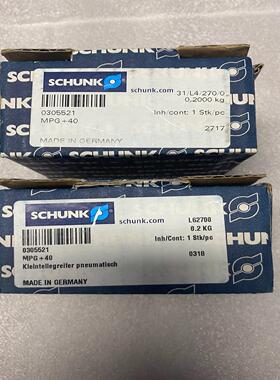 SCHUNK
schunk.com
31/L4-270/0
0,2000 kg
0305521
MPG+40
Inh/cont: 1 Stk/pc
2717
MADE IN GERMANY
SCHUNK
schunk.com
L62700
0.2 KG
0305521
Inh/Cont: 1 Stk/pc
MPG+40
Kleinteilegreifer pneumatisch
0318
MADE IN GERMANY